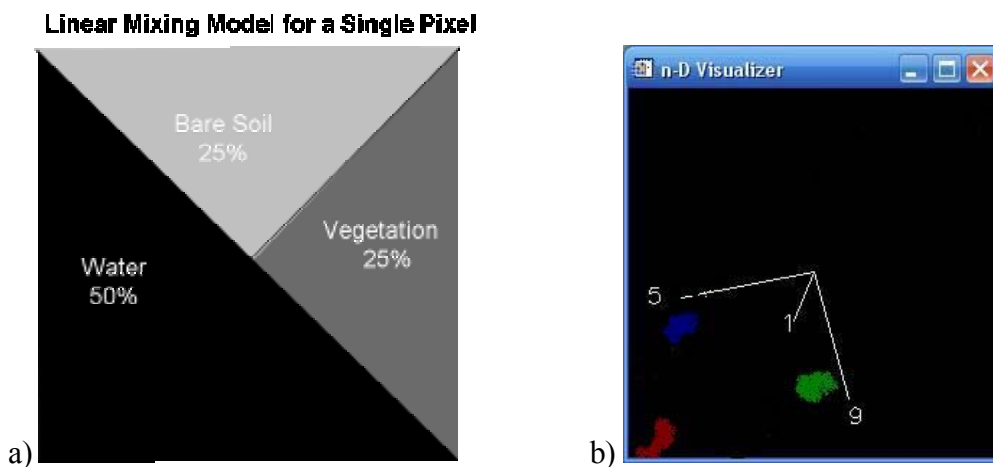 Linear Mixing Model for a Single Pixel
Bare Soil
25%
Vegetation
25%
Water
50%
a)
n-D Visualizer
5
1
9
b)